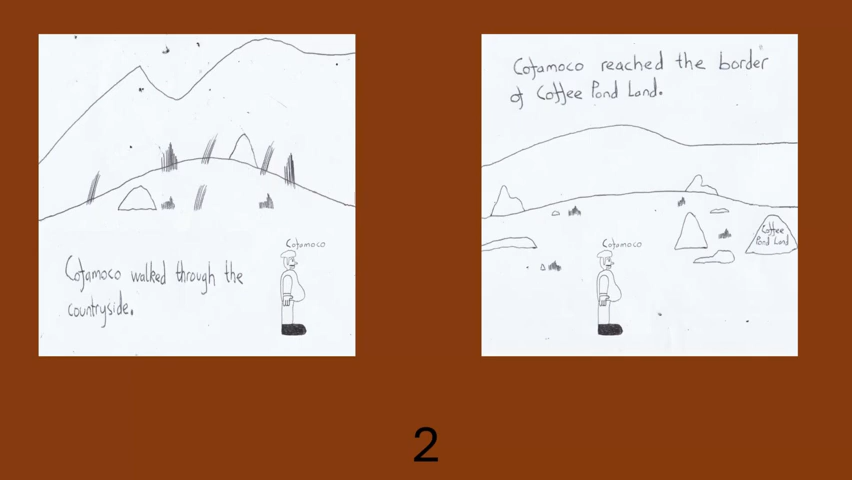 Cofamoco
Cofamoco walked through the
countryside.
Cofamoco reached the border
of Coffee Pond Land.
Coffee
Pond Land
Cofamoco
2